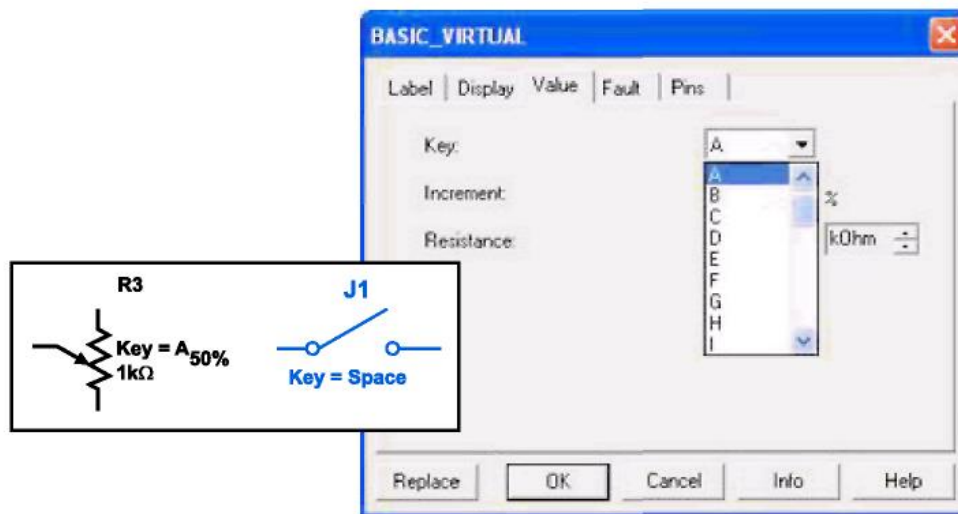 BASIC_VIRTUAL
Label Display Value Fault Pins
Key: A
A
B
C
D
E
F
G
H
I
Increment: %
Resistance: kOhm
R3
Key = A 50%
1kΩ
J1
Key = Space
Replace OK Cancel Info Help